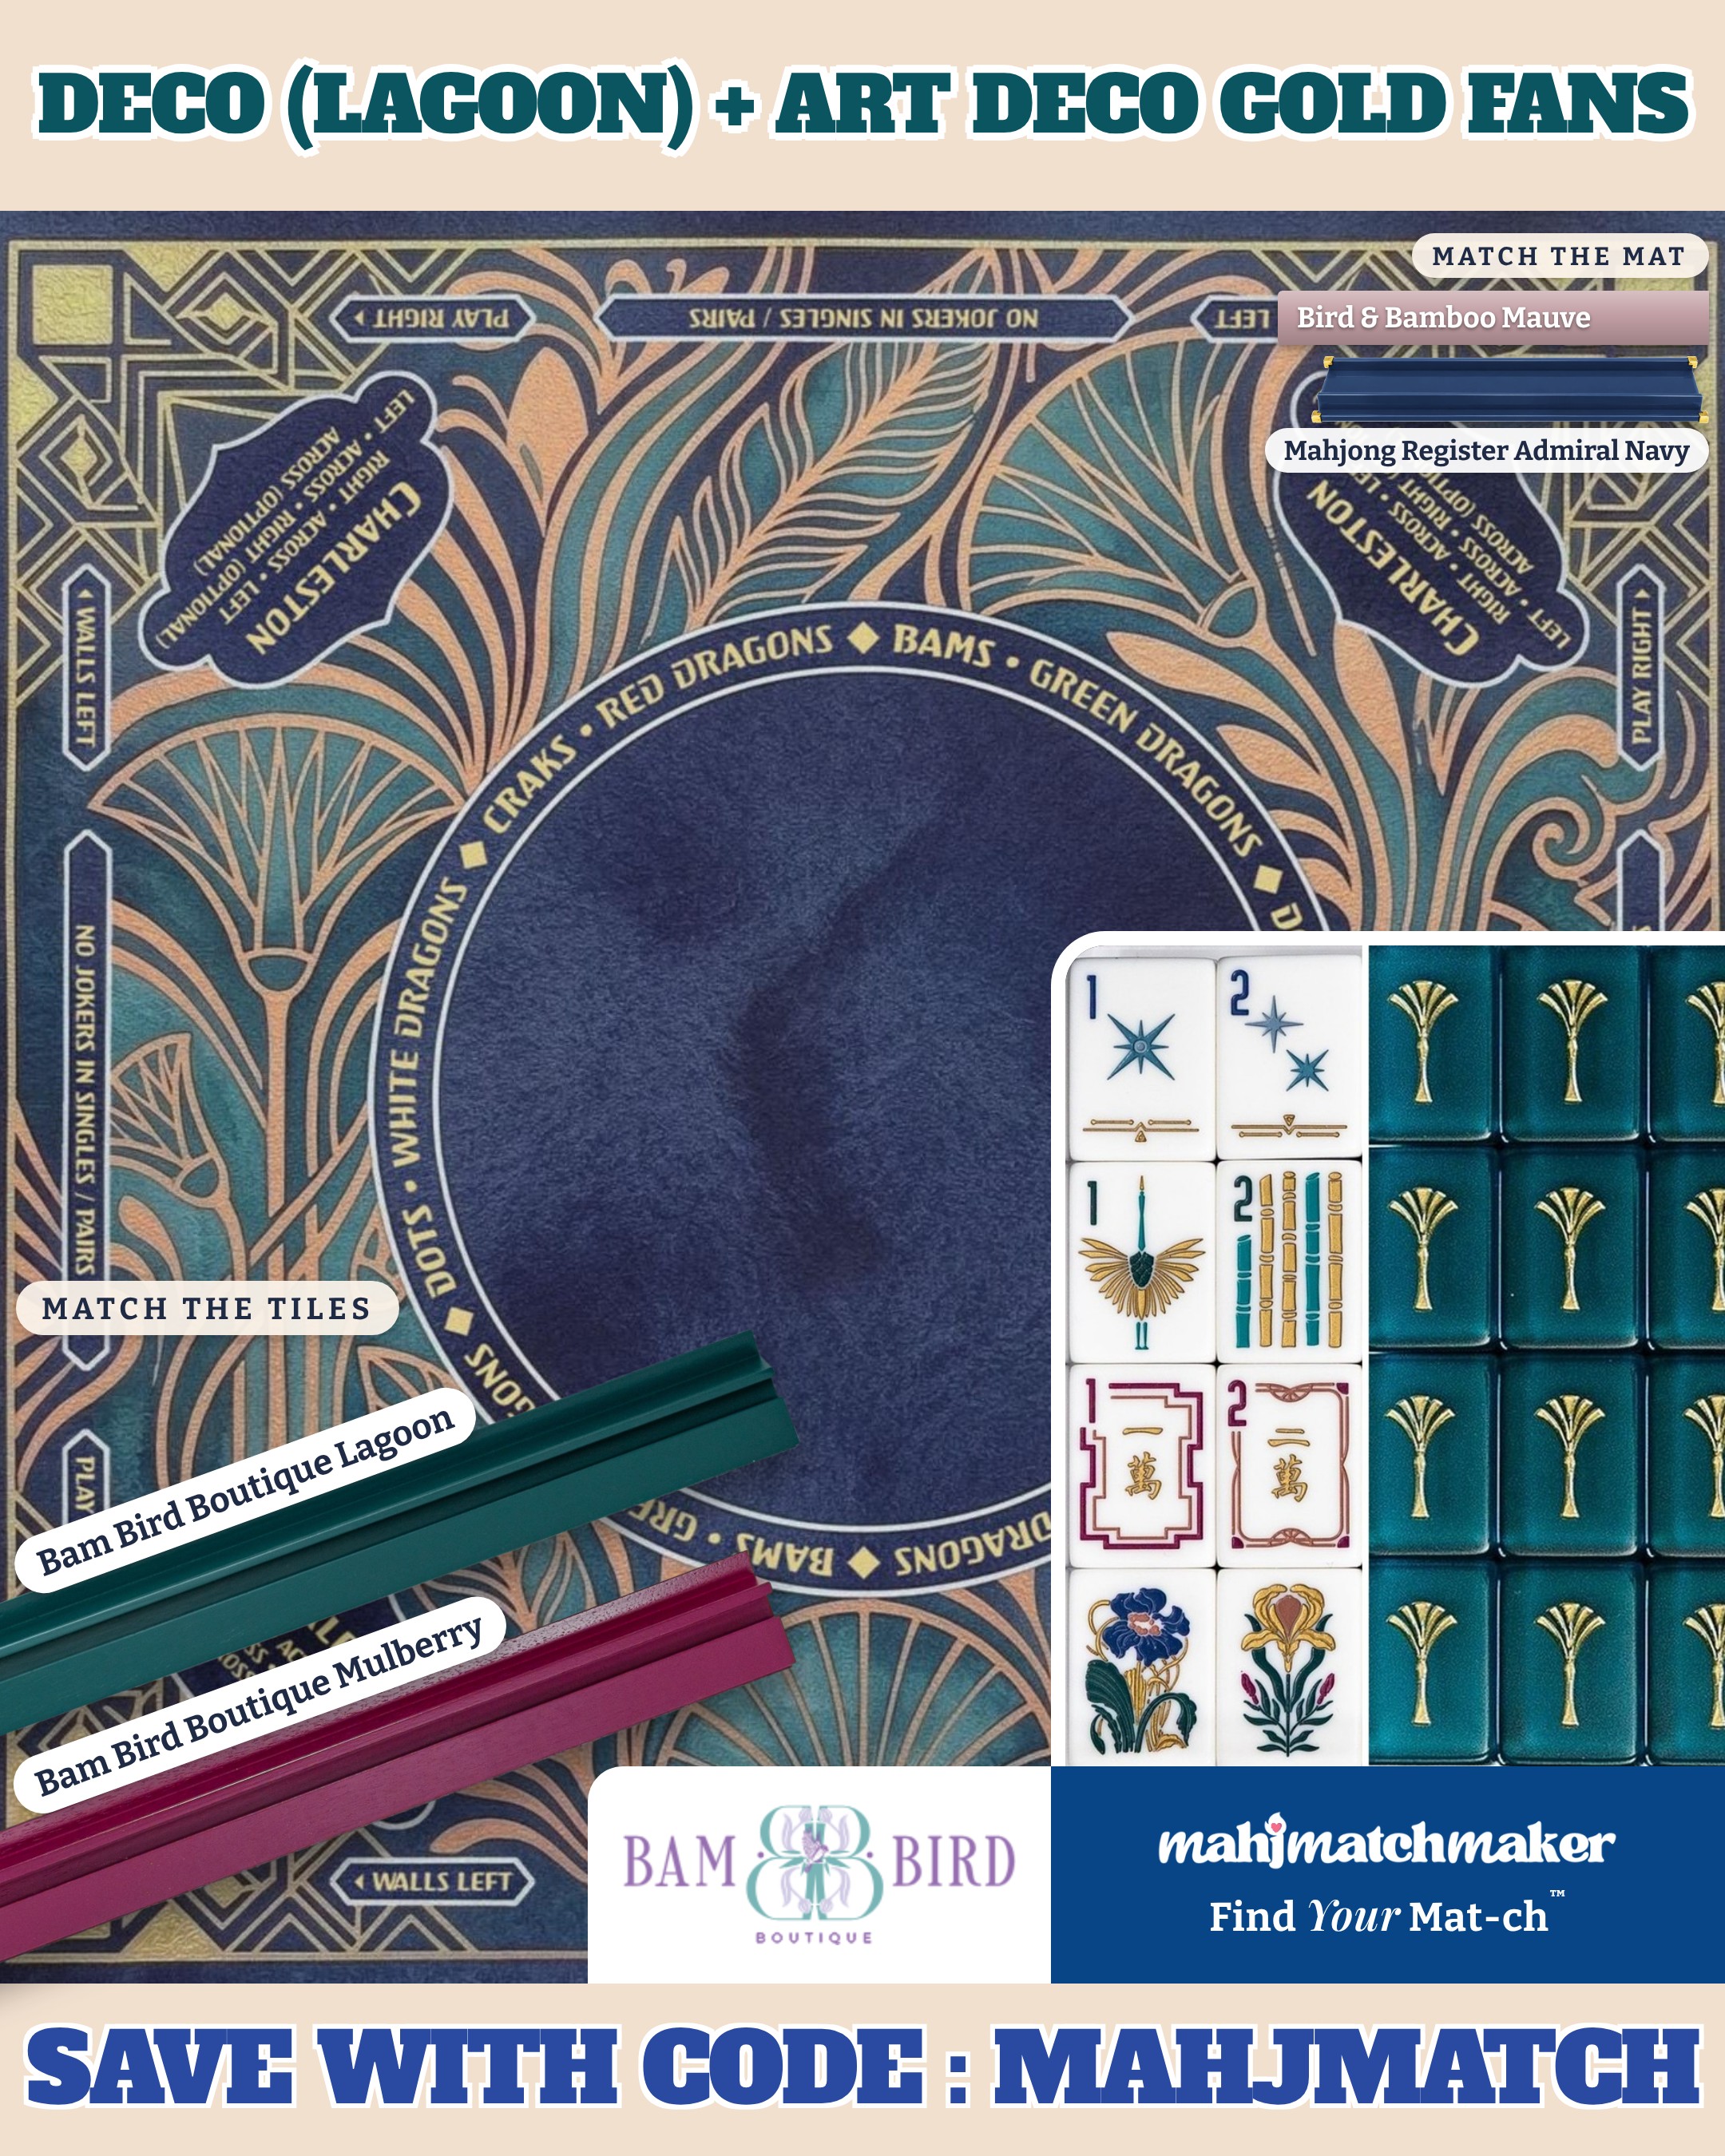 DECO (LAGOON) + ART DECO GOLD FANS
MATCH THE MAT
Bird & Bamboo Mauve
Mahjong Register Admiral Navy
PLAY RIGHT
NO JOKERS IN SINGLES / PAIRS
LEFT
CHARLESTON
RIGHT • ACROSS • LEFT
LEFT • ACROSS • RIGHT (OPTIONAL)
ACROSS (OPTIONAL)
CHARLESTON
RIGHT • ACROSS • LEFT
LEFT • ACROSS • RIGHT
ACROSS (OPTIONAL)
WALLS LEFT
PLAY RIGHT
NO JOKERS IN SINGLES / PAIRS
DOTS • WHITE DRAGONS ◆ CRAKS • RED DRAGONS ◆ BAMS • GREEN DRAGONS ◆ D
GONS
DRAGONS ◆ BAMS • GRE
1
2
1
2
1
一萬
2
二萬
MATCH THE TILES
PLAY
Bam Bird Boutique Lagoon
Bam Bird Boutique Mulberry
WALLS LEFT
BAM BIRD
BOUTIQUE
mahjmatchmaker
Find Your Mat-ch™
SAVE WITH CODE : MAHJMATCH